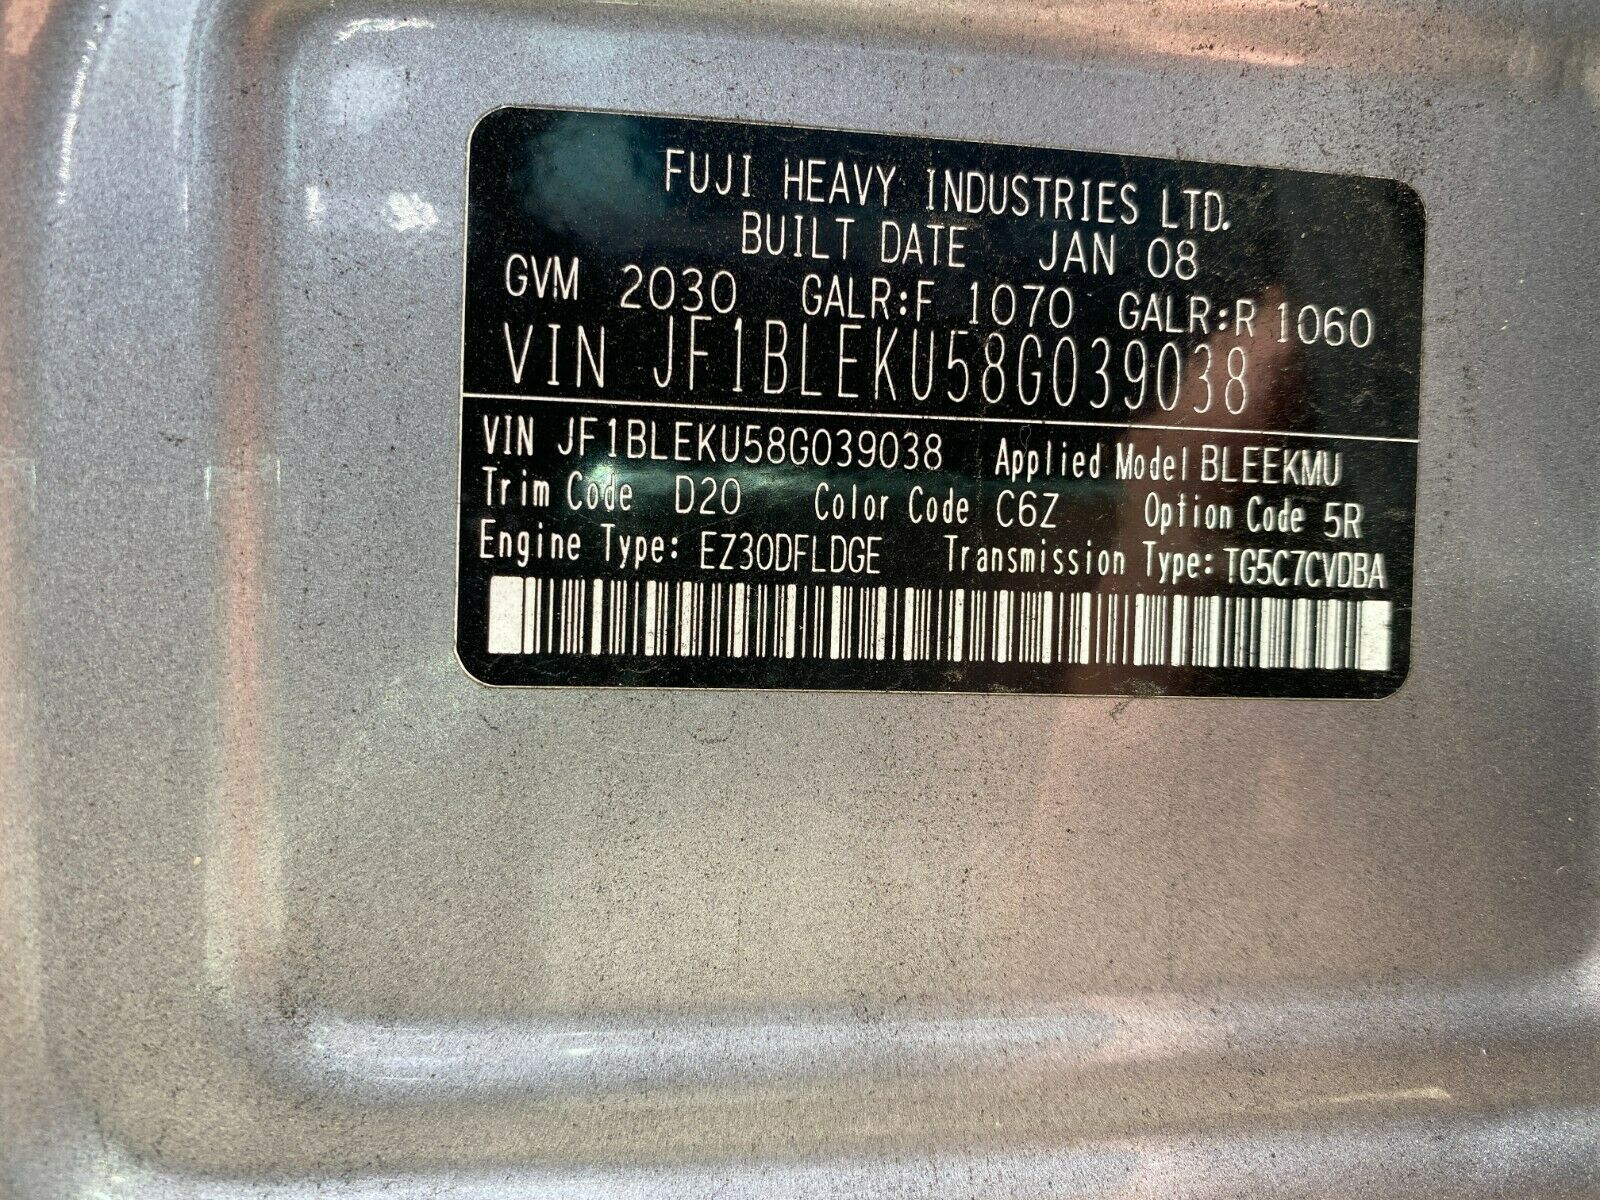 FUJI HEAVY INDUSTRIES LTD.
BUILT DATE JAN 08
GVM 2030 GALR:F 1070 GALR:R 1060
VIN JF1BLEKU58G039038
VIN JF1BLEKU58G039038 Applied Model BLEEKMU
Trim Code D20 Color Code C6Z Option Code 5R
Engine Type: EZ30DFLDGE Transmission Type: TG5C7CVDBA